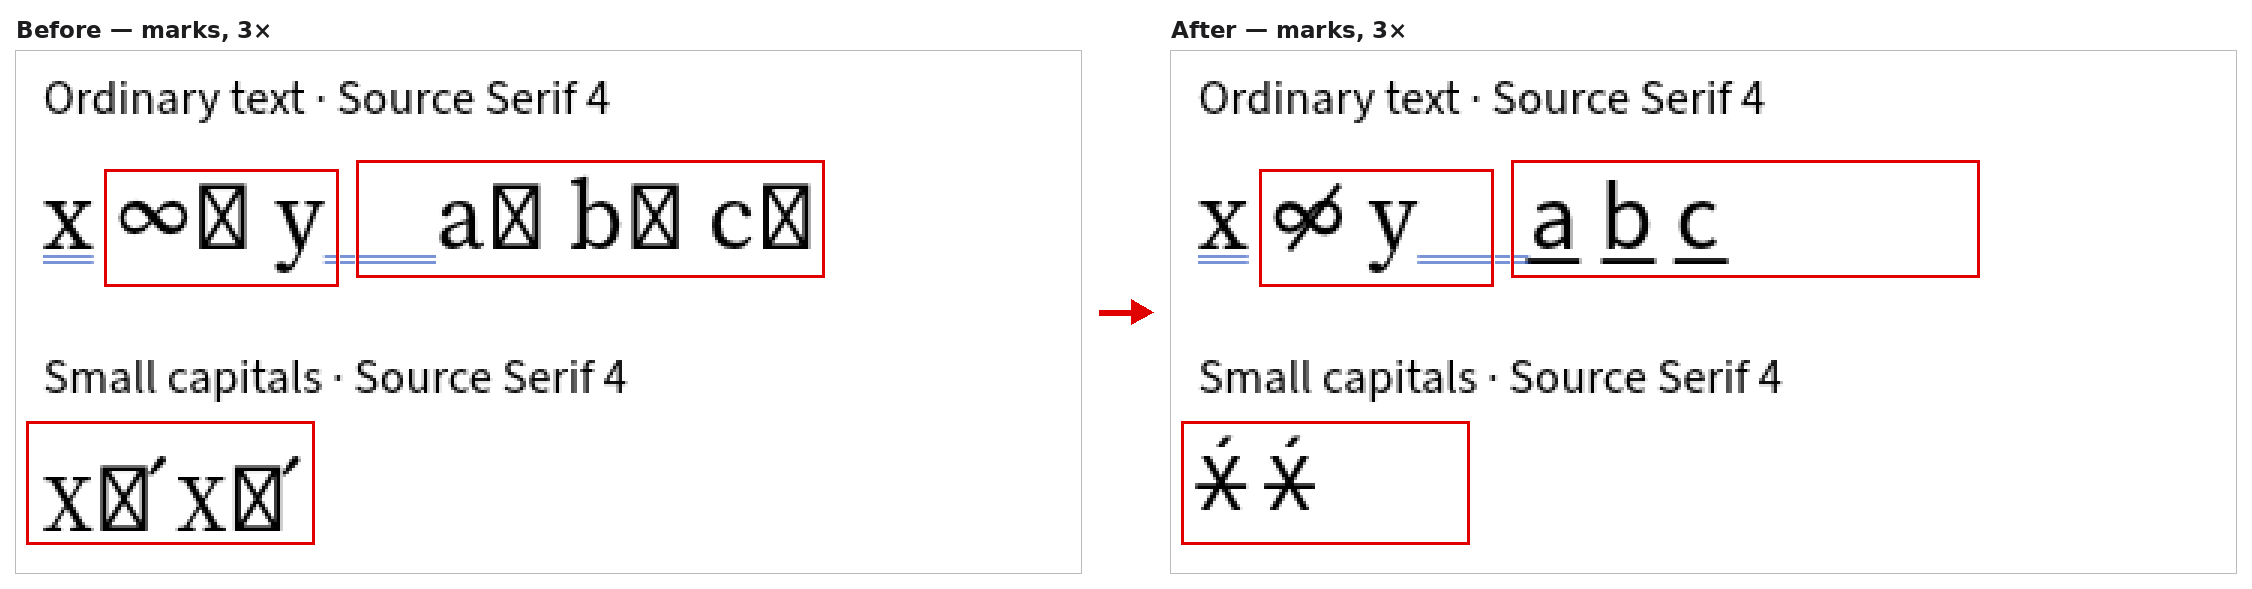 Before — marks, 3×
Ordinary text · Source Serif 4
x ∞▯ y a▯ b▯ c▯
Small capitals · Source Serif 4
x▯́ x▯́
After — marks, 3×
Ordinary text · Source Serif 4
x ∞̸ y a̲ b̲ c̲
Small capitals · Source Serif 4
x̵́ x̵́